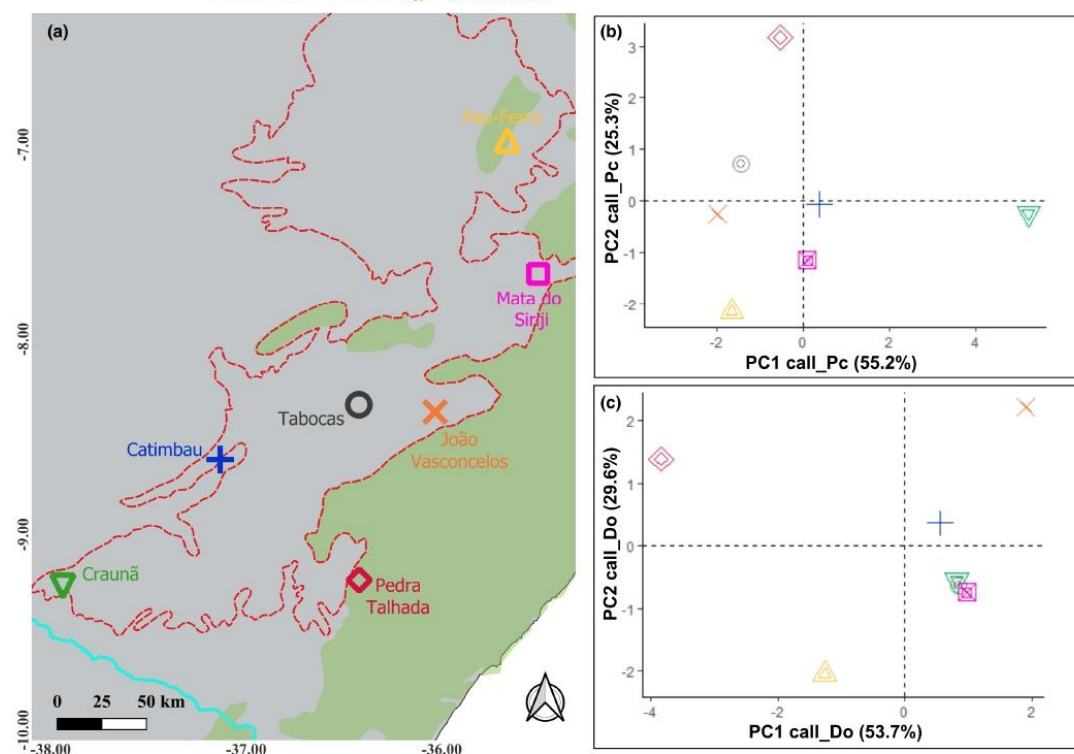 (a)
-7.00
-8.00
-9.00
-10.00
Pau-Ferro
Mata do
Siriji
Tabocas
João
Vasconcelos
Catimbau
Craunã
Pedra
Talhada
0 25 50 km
-38.00 -37.00 -36.00
(b)
PC2 call_Pc (25.3%)
3
2
1
0
-1
-2
-2 0 2 4
PC1 call_Pc (55.2%)
(c)
PC2 call_Do (29.6%)
2
1
0
-1
-2
-4 -2 0 2
PC1 call_Do (53.7%)